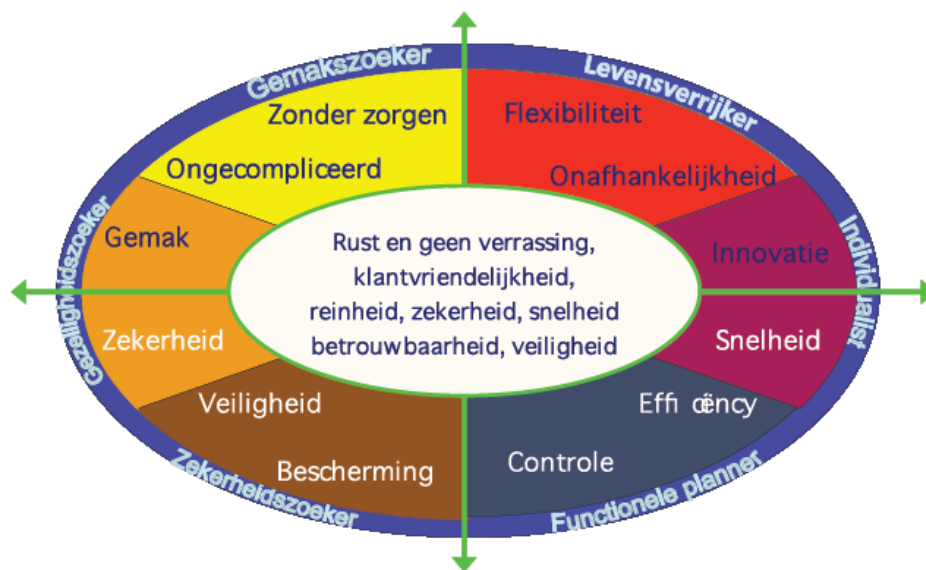 Gemakszoeker
Levensverrijker
Zonder zorgen
Flexibiliteit
Ongecompliceerd
Onafhankelijkheid
Gemak
Innovatie
Rust en geen verrassing,
klantvriendelijkheid,
reinheid, zekerheid, snelheid
betrouwbaarheid, veiligheid
Gezelligheidszoeker
Individualist
Zekerheid
Snelheid
Veiligheid
Effi ciëncy
Bescherming
Controle
Zekerheidszoeker
Functionele planner